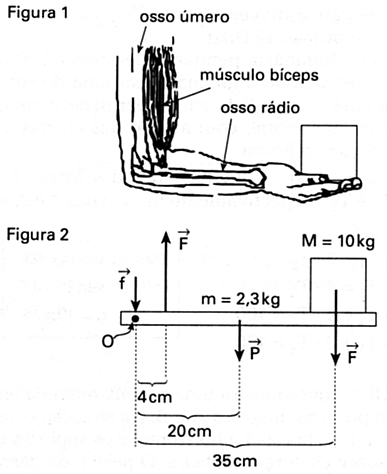 Figura 1
osso úmero
músculo bíceps
osso rádio
Figura 2
F
M = 10kg
f
m = 2,3kg
O
P
F
4cm
20cm
35cm